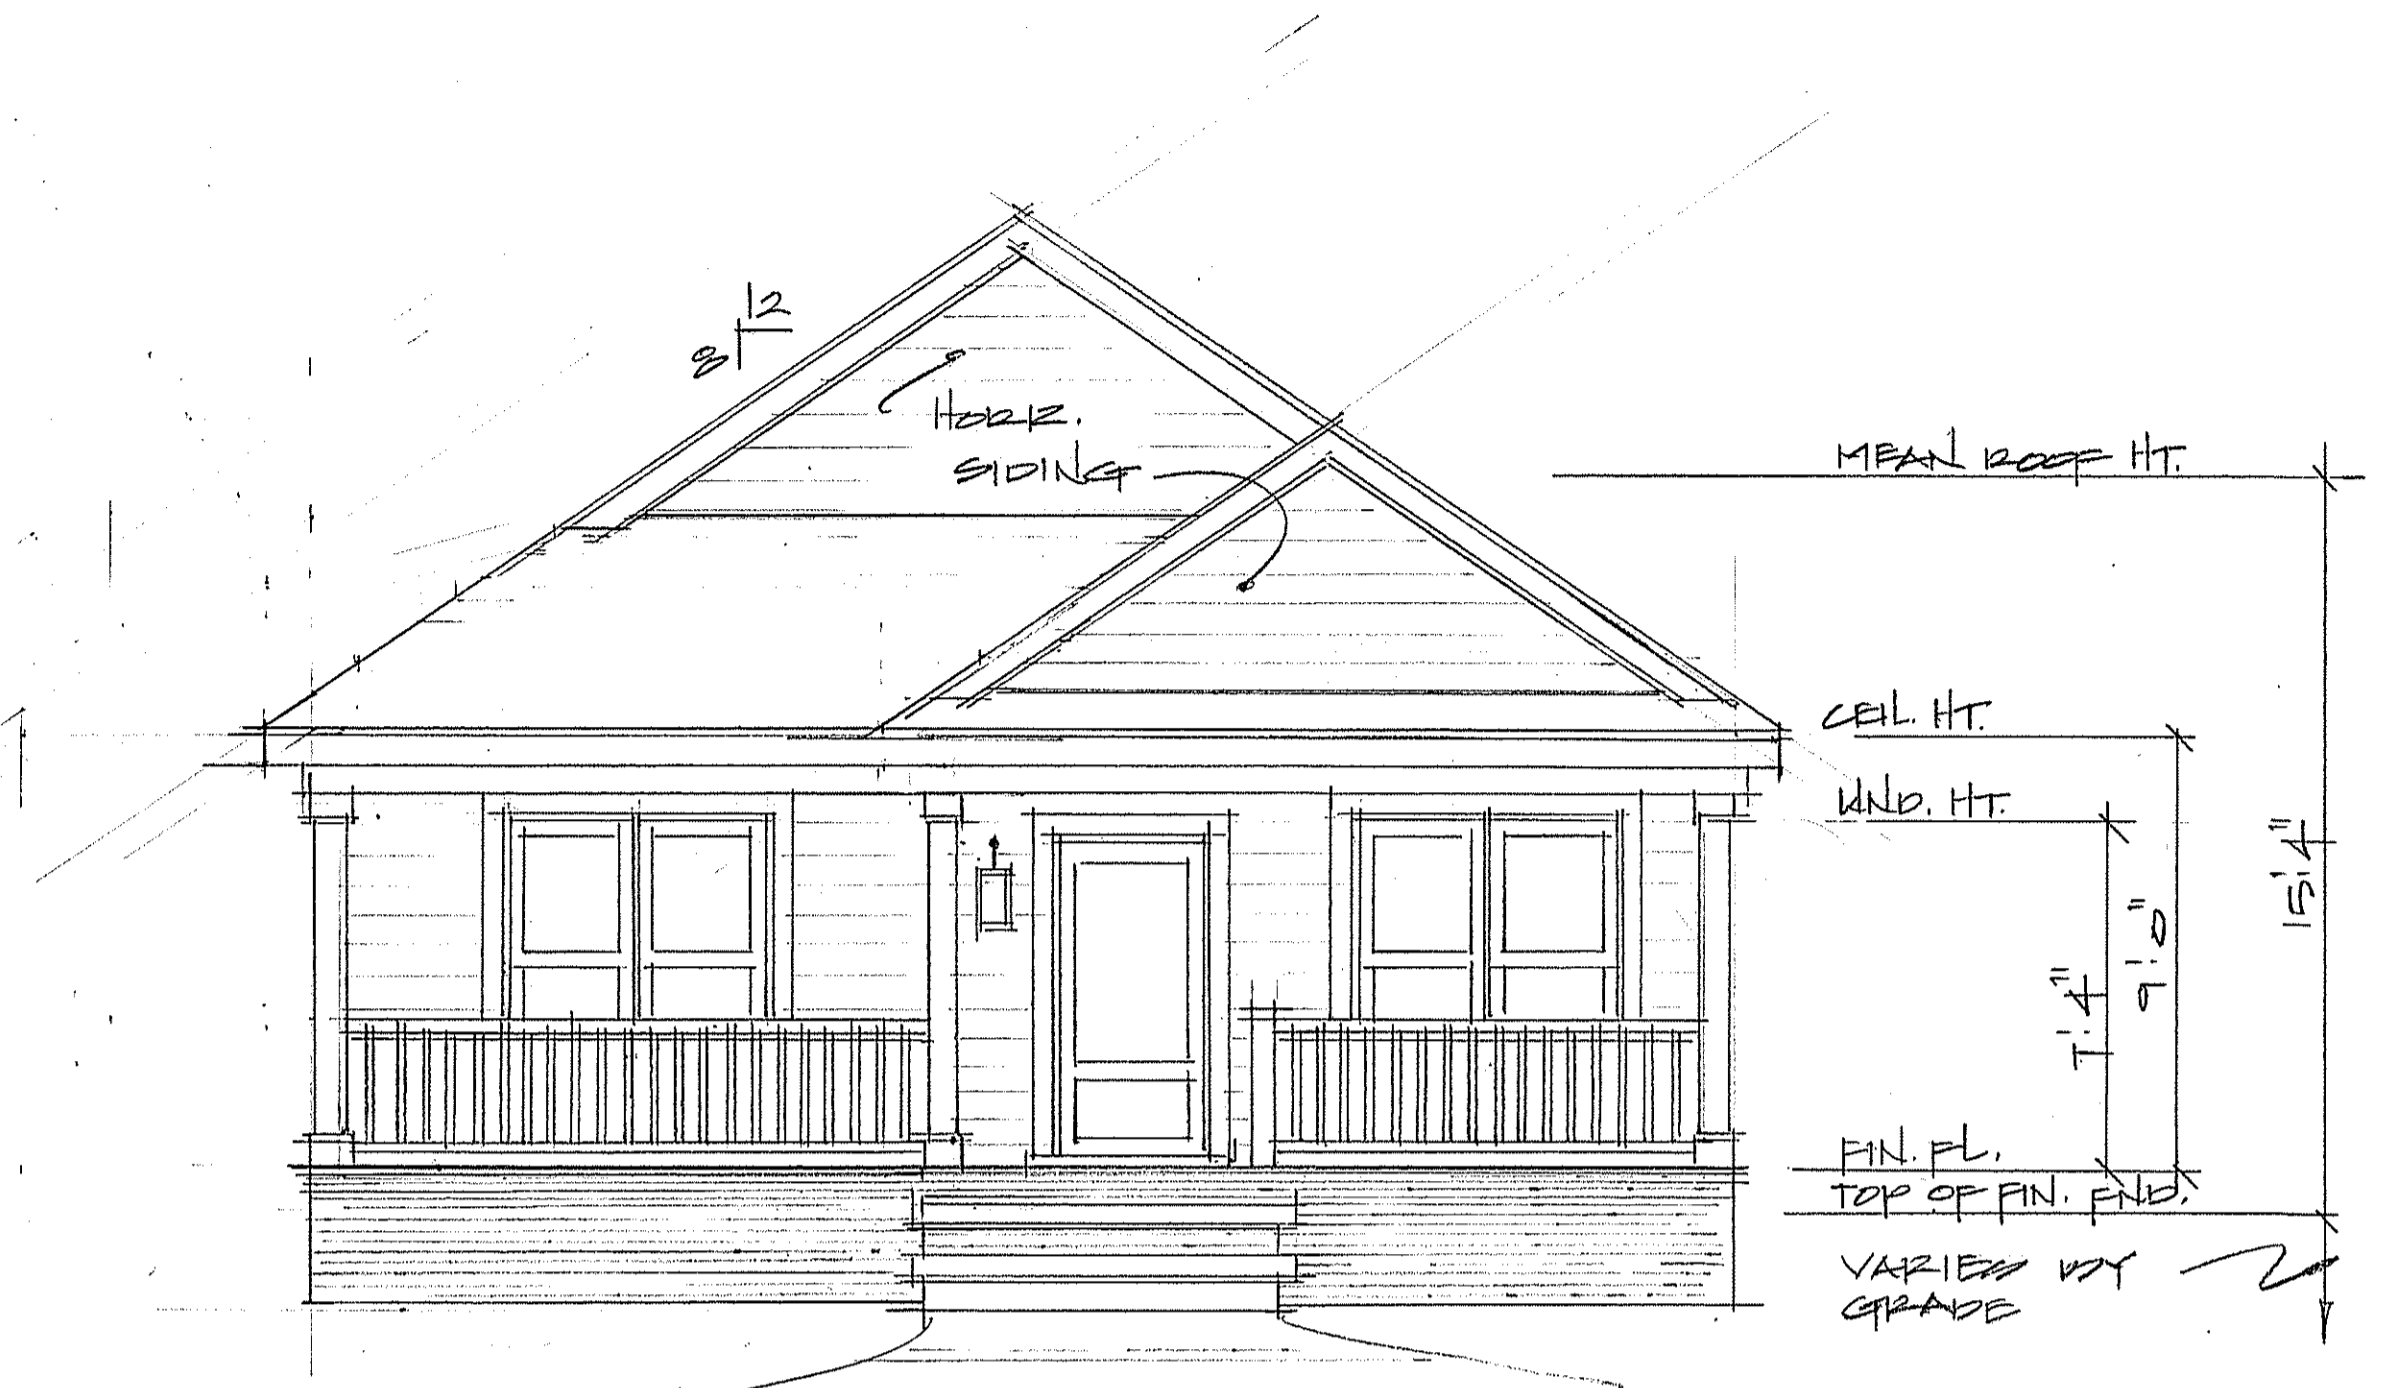 12
8
HORIZ.
SIDING
MEAN ROOF HT.
CEIL. HT.
WND. HT.
15'.4"
9'.0"
7'.4"
FIN. FL.
TOP OF FIN. FND.
VARIES BY
GRADE